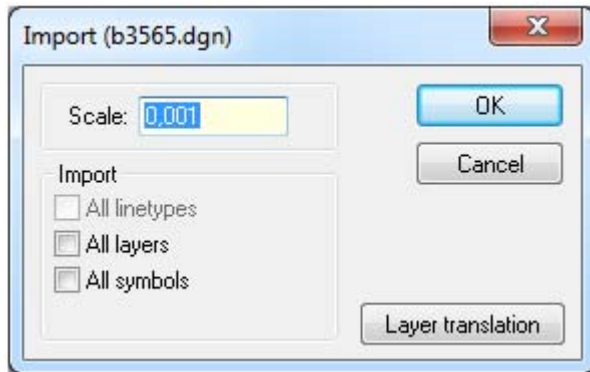 Import (b3565.dgn)
Scale: 0,001
OK
Cancel
Import
All linetypes
All layers
All symbols
Layer translation